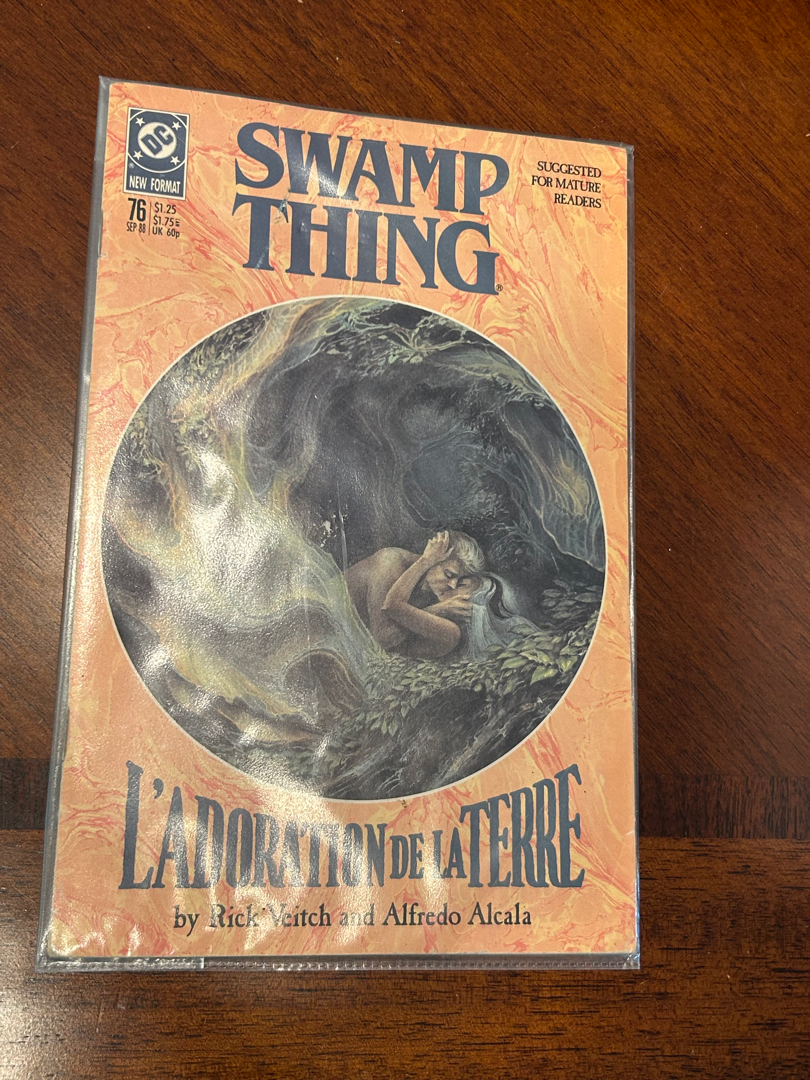 DC
NEW FORMAT
76
SEP 88
$1.25
$1.75
UK 60p
SWAMP
THING®
SUGGESTED
FOR MATURE
READERS
L'ADORATION DE LA TERRE
by Rick Veitch and Alfredo Alcala